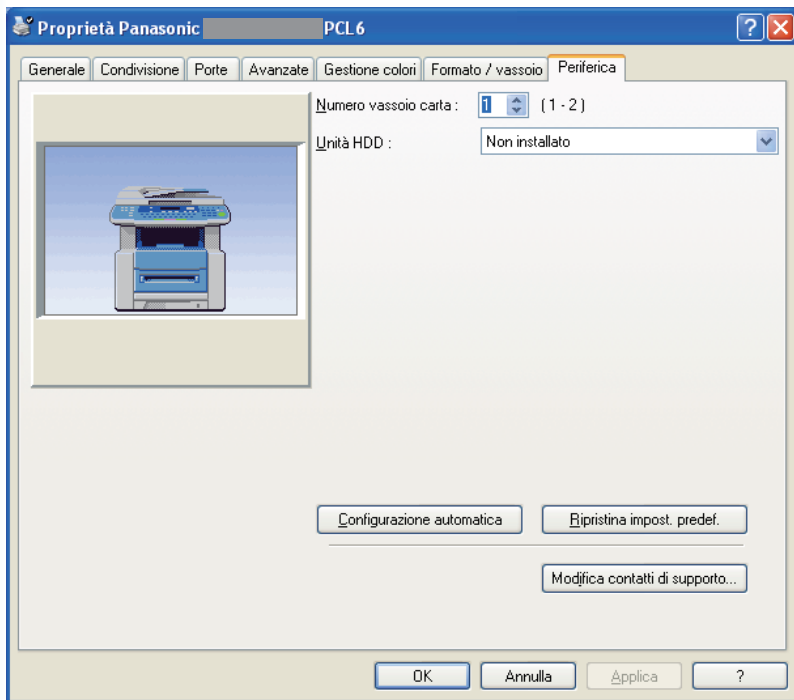 Proprietà Panasonic PCL6
Generale Condivisione Porte Avanzate Gestione colori Formato / vassoio Periferica
Numero vassoio carta : 1 ( 1 - 2 )
Unità HDD : Non installato
Configurazione automatica Ripristina impost. predef.
Modifica contatti di supporto...
OK Annulla Applica ?